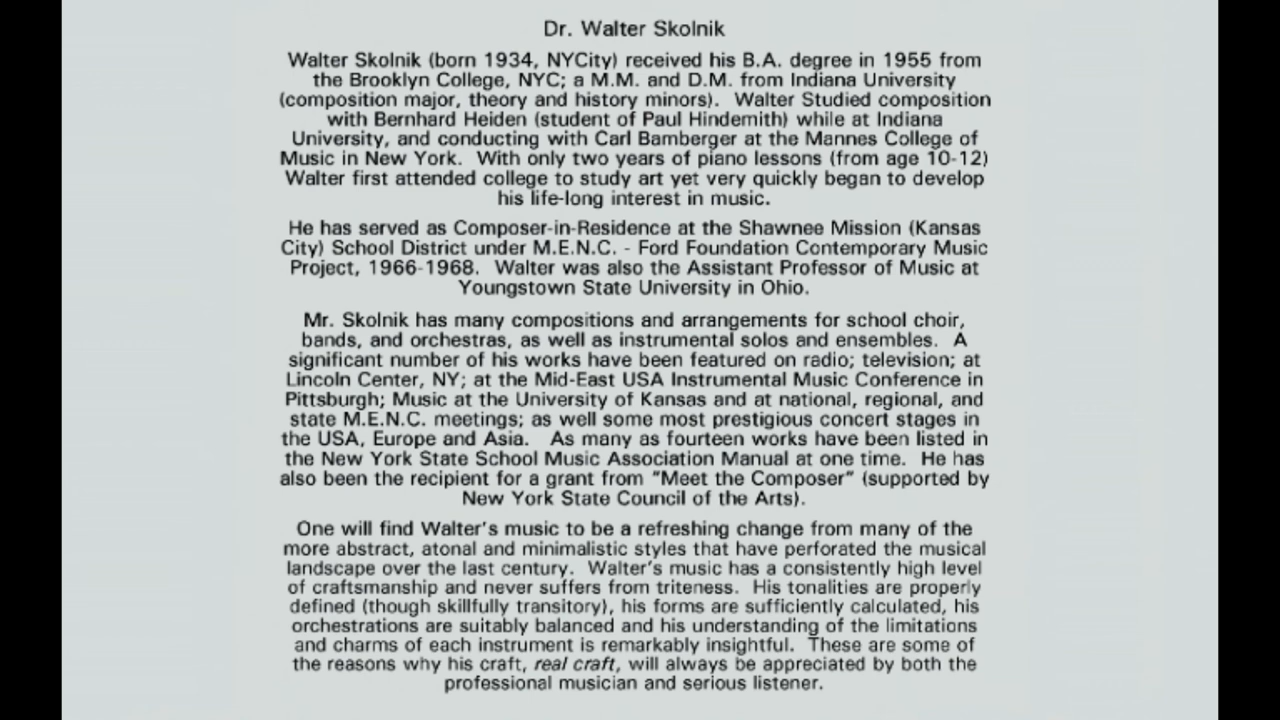 Dr. Walter Skolnik
Walter Skolnik (born 1934, NYCity) received his B.A. degree in 1955 from
the Brooklyn College, NYC; a M.M. and D.M. from Indiana University
(composition major, theory and history minors).  Walter Studied composition
with Bernhard Heiden (student of Paul Hindemith) while at Indiana
University, and conducting with Carl Bamberger at the Mannes College of
Music in New York.  With only two years of piano lessons (from age 10-12)
Walter first attended college to study art yet very quickly began to develop
his life-long interest in music.
He has served as Composer-in-Residence at the Shawnee Mission (Kansas
City) School District under M.E.N.C. - Ford Foundation Contemporary Music
Project, 1966-1968.  Walter was also the Assistant Professor of Music at
Youngstown State University in Ohio.
Mr. Skolnik has many compositions and arrangements for school choir,
bands, and orchestras, as well as instrumental solos and ensembles.  A
significant number of his works have been featured on radio; television; at
Lincoln Center, NY; at the Mid-East USA Instrumental Music Conference in
Pittsburgh; Music at the University of Kansas and at national, regional, and
state M.E.N.C. meetings; as well some most prestigious concert stages in
the USA, Europe and Asia.   As many as fourteen works have been listed in
the New York State School Music Association Manual at one time.  He has
also been the recipient for a grant from "Meet the Composer" (supported by
New York State Council of the Arts).
One will find Walter's music to be a refreshing change from many of the
more abstract, atonal and minimalistic styles that have perforated the musical
landscape over the last century.  Walter's music has a consistently high level
of craftsmanship and never suffers from triteness.  His tonalities are properly
defined (though skillfully transitory), his forms are sufficiently calculated, his
orchestrations are suitably balanced and his understanding of the limitations
and charms of each instrument is remarkably insightful.  These are some of
the reasons why his craft, real craft, will always be appreciated by both the
professional musician and serious listener.